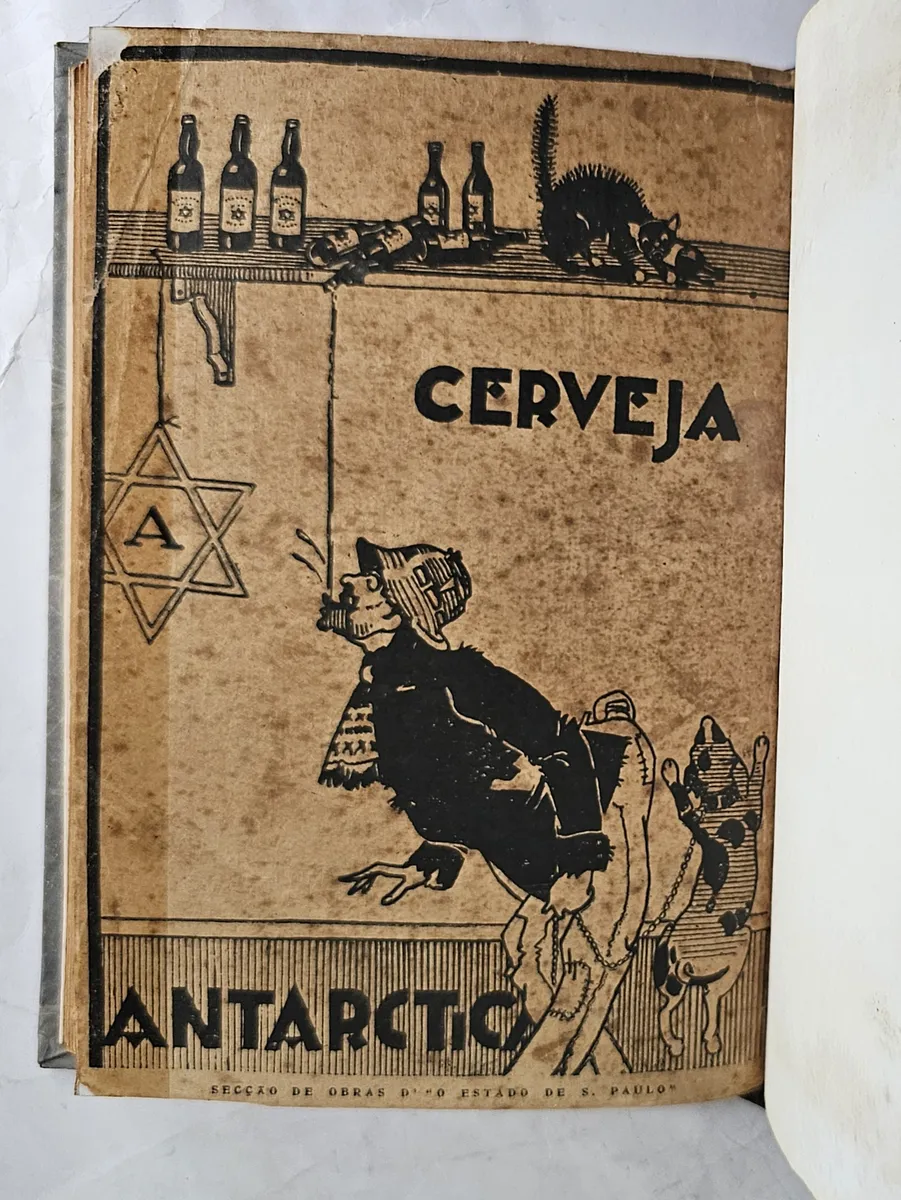 CERVEJA
A
ANTARCTICA
SECÇÃO DE OBRAS D' "O ESTADO DE S. PAULO"